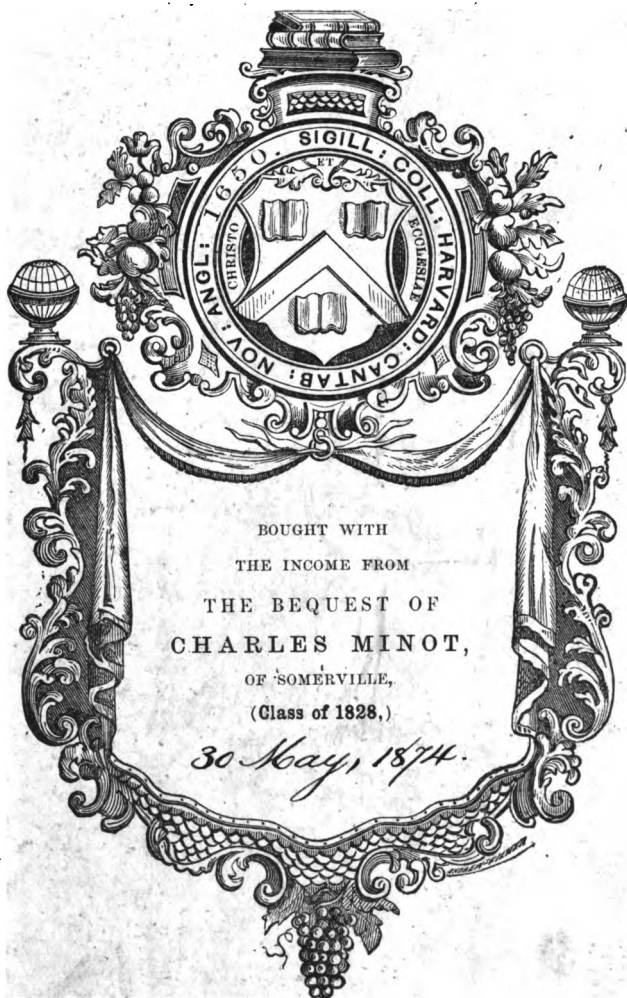 SIGILL: COLL: HARVARD: CANTAB: NOV: ANGL: 1650.
CHRISTO
ET
ECCLESIAE
BOUGHT WITH
THE INCOME FROM
THE BEQUEST OF
CHARLES MINOT,
OF SOMERVILLE,
(Class of 1828,)
30 May, 1874.